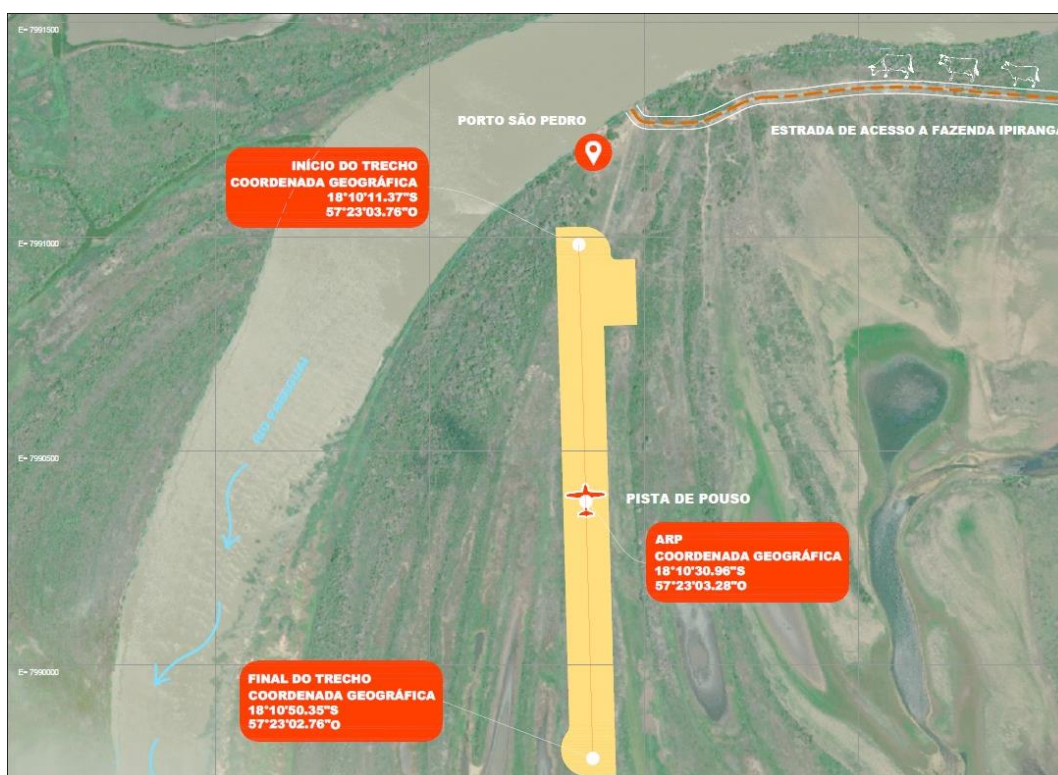 E= 7991500
PORTO SÃO PEDRO
ESTRADA DE ACESSO A FAZENDA IPIRANGA
INÍCIO DO TRECHO
COORDENADA GEOGRÁFICA
18°10'11.37"S
57°23'03.76"O
E= 7991000
RIO PARAGUAI
E= 7990500
PISTA DE POUSO
ARP
COORDENADA GEOGRÁFICA
18°10'30.96"S
57°23'03.28"O
E= 7990000
FINAL DO TRECHO
COORDENADA GEOGRÁFICA
18°10'50.35"S
57°23'02.76"O